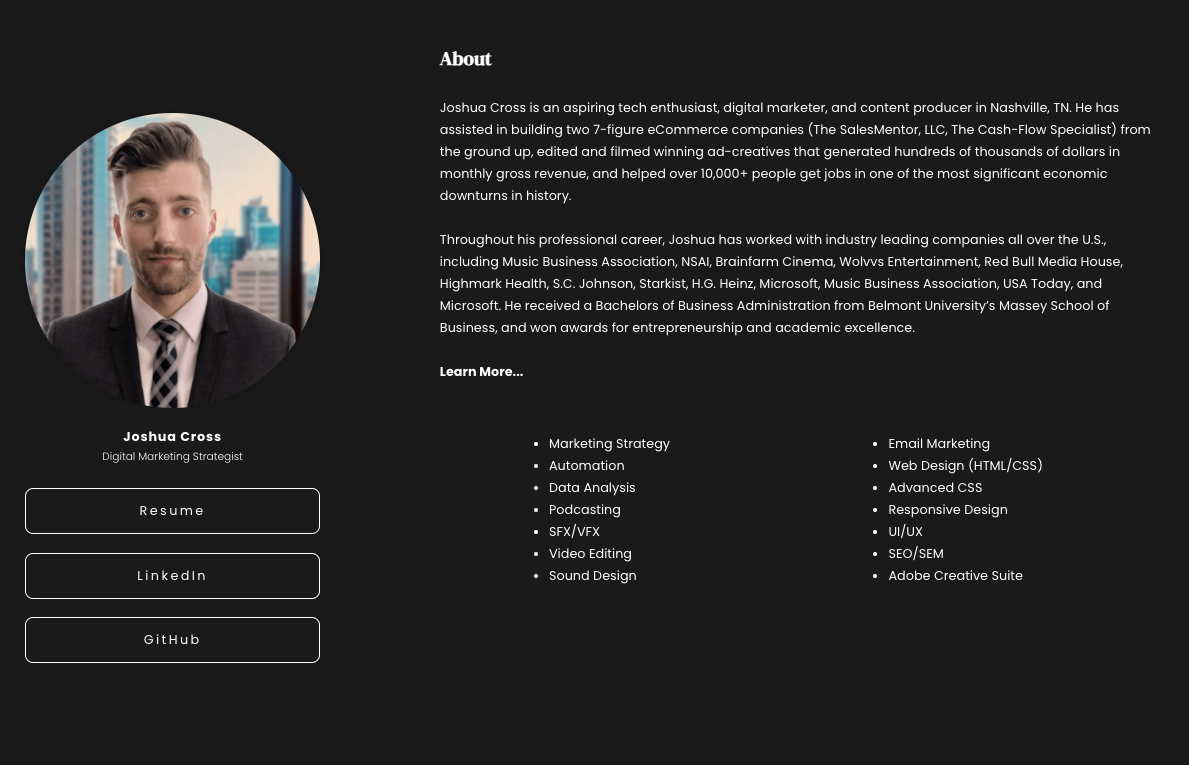 About
Joshua Cross is an aspiring tech enthusiast, digital marketer, and content producer in Nashville, TN. He has
assisted in building two 7-figure eCommerce companies (The SalesMentor, LLC, The Cash-Flow Specialist) from
the ground up, edited and filmed winning ad-creatives that generated hundreds of thousands of dollars in
monthly gross revenue, and helped over 10,000+ people get jobs in one of the most significant economic
downturns in history.
Throughout his professional career, Joshua has worked with industry leading companies all over the U.S.,
including Music Business Association, NSAI, Brainfarm Cinema, Wolvvs Entertainment, Red Bull Media House,
Highmark Health, S.C. Johnson, Starkist, H.G. Heinz, Microsoft, Music Business Association, USA Today, and
Microsoft. He received a Bachelors of Business Administration from Belmont University’s Massey School of
Business, and won awards for entrepreneurship and academic excellence.
Learn More...
Joshua Cross
Digital Marketing Strategist
Resume
LinkedIn
GitHub
• Marketing Strategy
• Automation
• Data Analysis
• Podcasting
• SFX/VFX
• Video Editing
• Sound Design
• Email Marketing
• Web Design (HTML/CSS)
• Advanced CSS
• Responsive Design
• UI/UX
• SEO/SEM
• Adobe Creative Suite